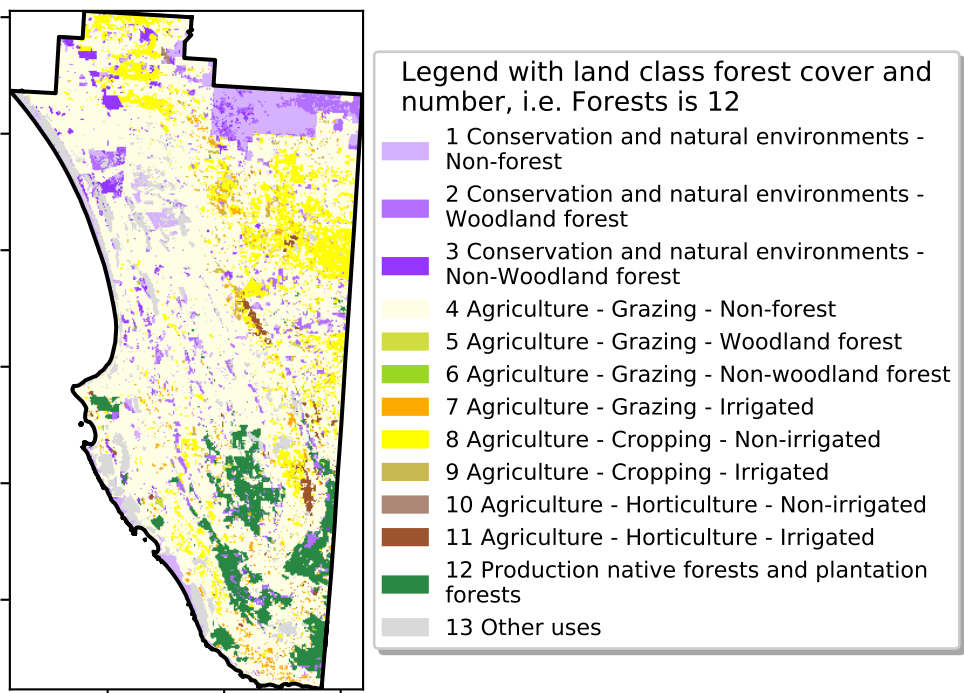 Legend with land class forest cover and
number, i.e. Forests is 12
1 Conservation and natural environments -
Non-forest
2 Conservation and natural environments -
Woodland forest
3 Conservation and natural environments -
Non-Woodland forest
4 Agriculture - Grazing - Non-forest
5 Agriculture - Grazing - Woodland forest
6 Agriculture - Grazing - Non-woodland forest
7 Agriculture - Grazing - Irrigated
8 Agriculture - Cropping - Non-irrigated
9 Agriculture - Cropping - Irrigated
10 Agriculture - Horticulture - Non-irrigated
11 Agriculture - Horticulture - Irrigated
12 Production native forests and plantation
forests
13 Other uses